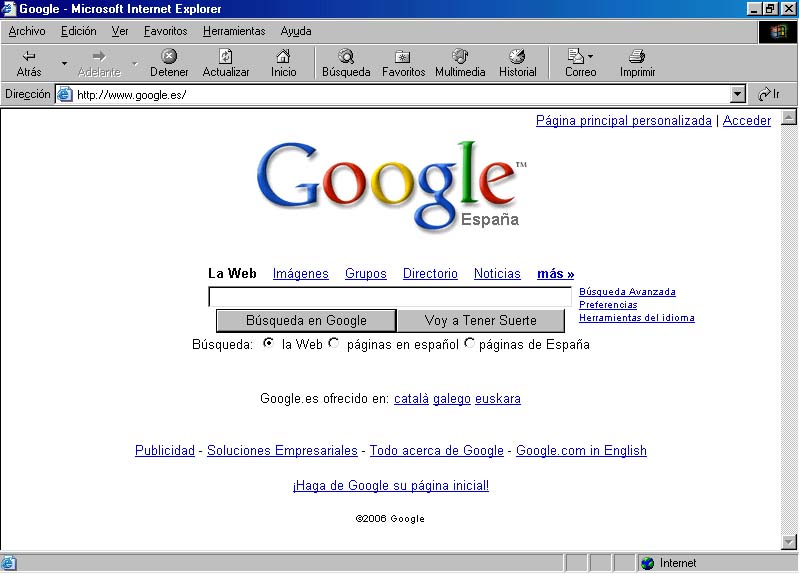 Google - Microsoft Internet Explorer
Archivo Edición Ver Favoritos Herramientas Ayuda
Atrás Adelante Detener Actualizar Inicio Búsqueda Favoritos Multimedia Historial Correo Imprimir
Dirección http://www.google.es/ Ir
Página principal personalizada | Acceder
Google™
España
La Web Imágenes Grupos Directorio Noticias más »
Búsqueda Avanzada
Preferencias
Herramientas del idioma
Búsqueda en Google Voy a Tener Suerte
Búsqueda: la Web páginas en español páginas de España
Google.es ofrecido en: català galego euskara
Publicidad - Soluciones Empresariales - Todo acerca de Google - Google.com in English
¡Haga de Google su página inicial!
©2006 Google
Internet